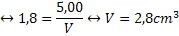 ↔ 1,8 = 5,00/V ↔ V = 2,8cm³